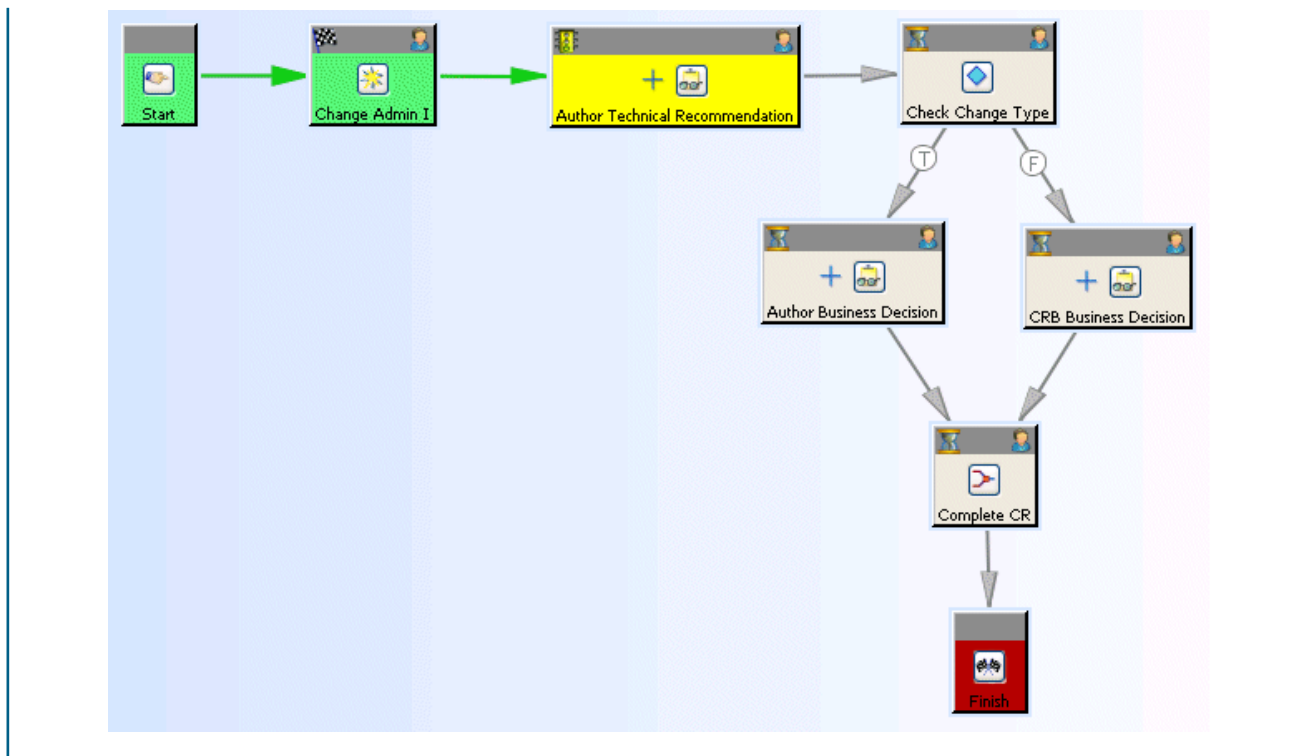 Start
Change Admin I
Author Technical Recommendation
Check Change Type
T
F
Author Business Decision
CRB Business Decision
Complete CR
Finish